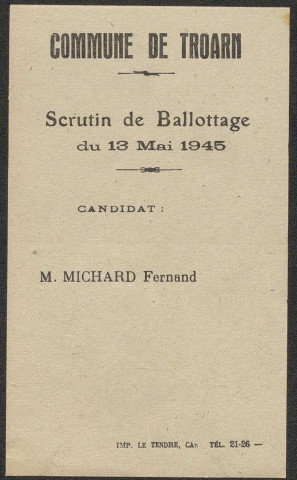 COMMUNE DE TROARN
Scrutin de Ballottage
du 13 Mai 1945
CANDIDAT :
M. MICHARD Fernand
IMP. LE TENDRE, TÉL. 21-26 —